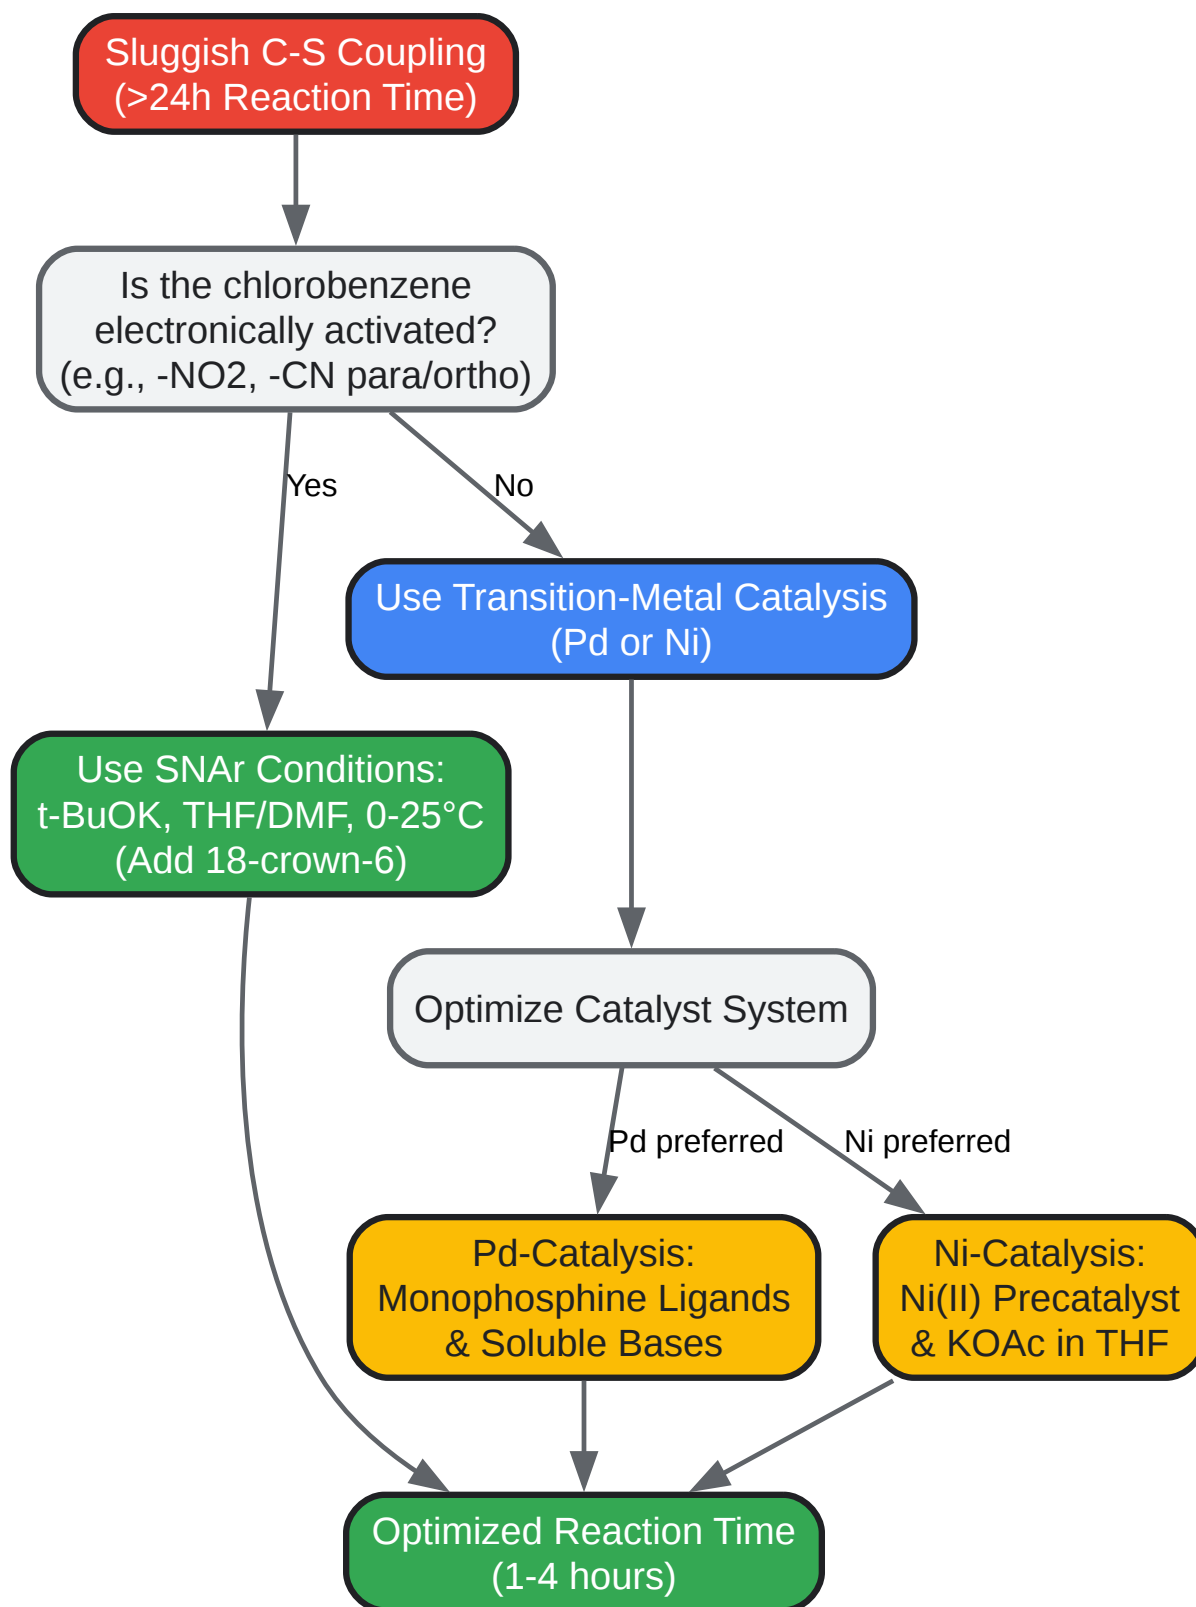 Sluggish C-S Coupling
(>24h Reaction Time)
Is the chlorobenzene
electronically activated?
(e.g., -NO2, -CN para/ortho)
Yes
No
Use Transition-Metal Catalysis
(Pd or Ni)
Use SNAr Conditions:
t-BuOK, THF/DMF, 0-25°C
(Add 18-crown-6)
Optimize Catalyst System
Pd preferred
Ni preferred
Pd-Catalysis:
Monophosphine Ligands
& Soluble Bases
Ni-Catalysis:
Ni(II) Precatalyst
& KOAc in THF
Optimized Reaction Time
(1-4 hours)